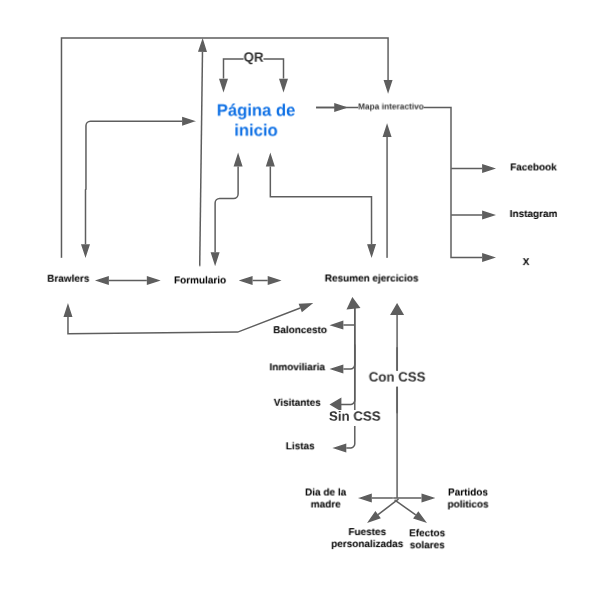 QR
Página de
inicio
Mapa interactivo
Facebook
Instagram
X
Brawlers
Formulario
Resumen ejercicios
Baloncesto
Inmoviliaria
Con CSS
Visitantes
Sin CSS
Listas
Dia de la
madre
Partidos
politicos
Fuestes
personalizadas
Efectos
solares